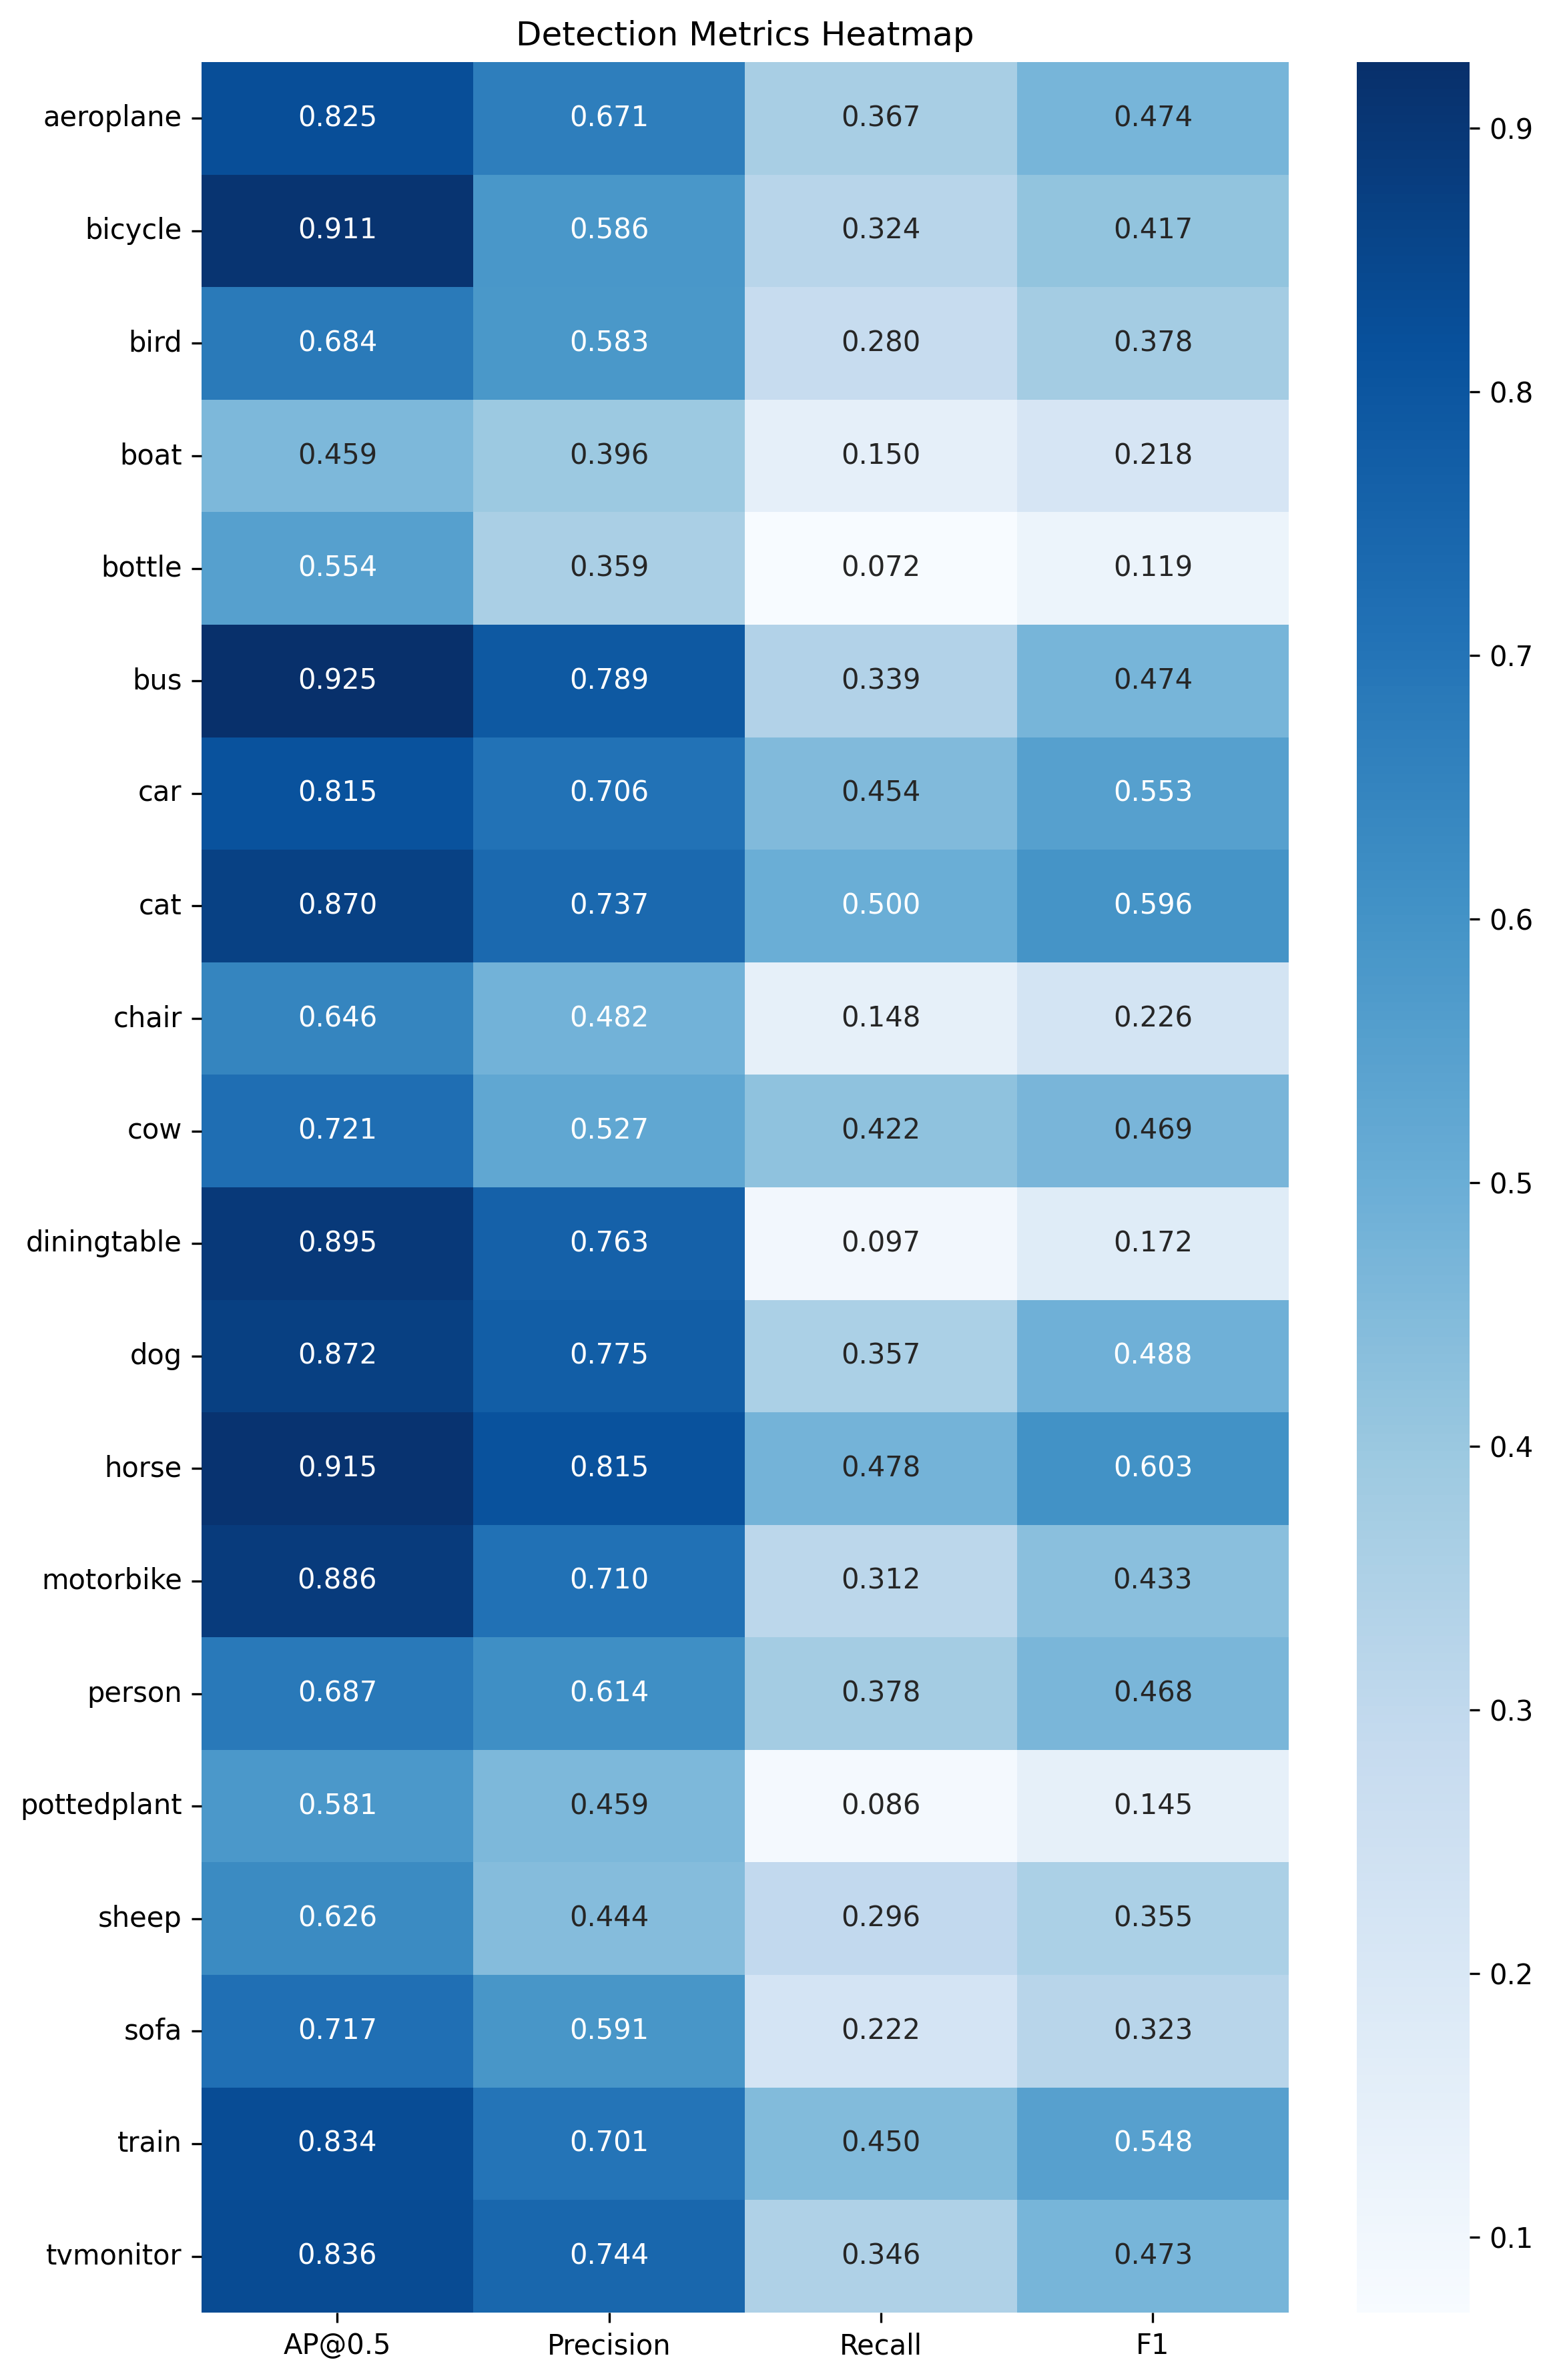 Detection Metrics Heatmap
aeroplane 0.825 0.671 0.367 0.474
bicycle 0.911 0.586 0.324 0.417
bird 0.684 0.583 0.280 0.378
boat 0.459 0.396 0.150 0.218
bottle 0.554 0.359 0.072 0.119
bus 0.925 0.789 0.339 0.474
car 0.815 0.706 0.454 0.553
cat 0.870 0.737 0.500 0.596
chair 0.646 0.482 0.148 0.226
cow 0.721 0.527 0.422 0.469
diningtable 0.895 0.763 0.097 0.172
dog 0.872 0.775 0.357 0.488
horse 0.915 0.815 0.478 0.603
motorbike 0.886 0.710 0.312 0.433
person 0.687 0.614 0.378 0.468
pottedplant 0.581 0.459 0.086 0.145
sheep 0.626 0.444 0.296 0.355
sofa 0.717 0.591 0.222 0.323
train 0.834 0.701 0.450 0.548
tvmonitor 0.836 0.744 0.346 0.473
AP@0.5 Precision Recall F1
0.9
0.8
0.7
0.6
0.5
0.4
0.3
0.2
0.1